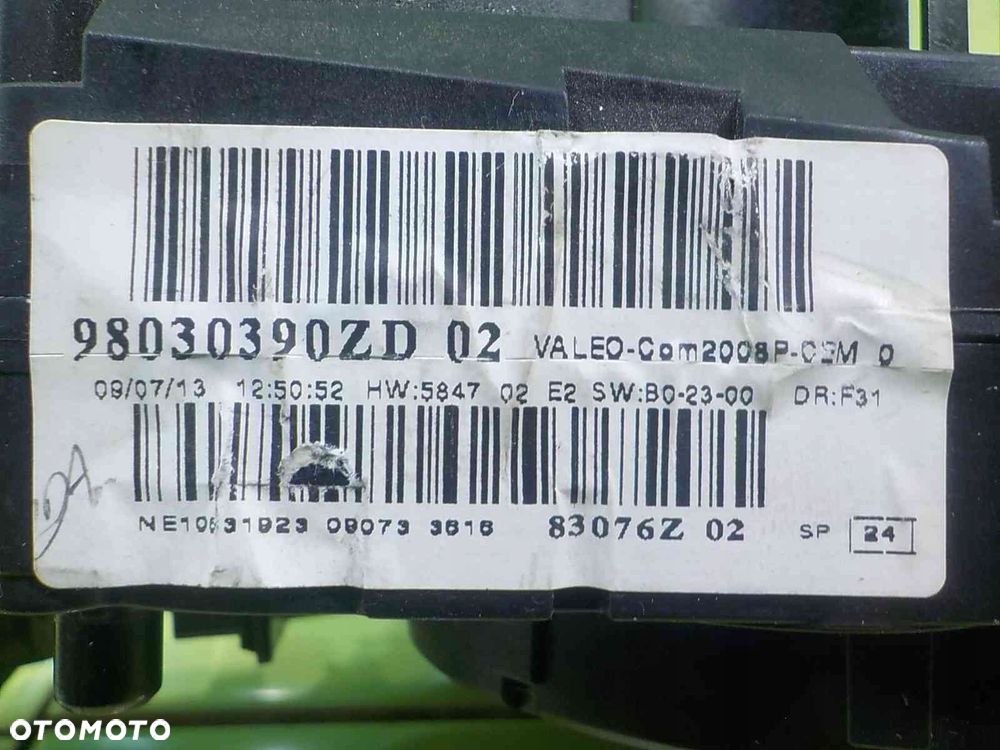 98030390ZD 02 VALEO-Com2008P-CEM 0
09/07/13 12:50:52 HW:5847 02 E2 SW:B0-23-00 DR:F31
09073 3616 83076Z 02 SP 24
OTOMOTO